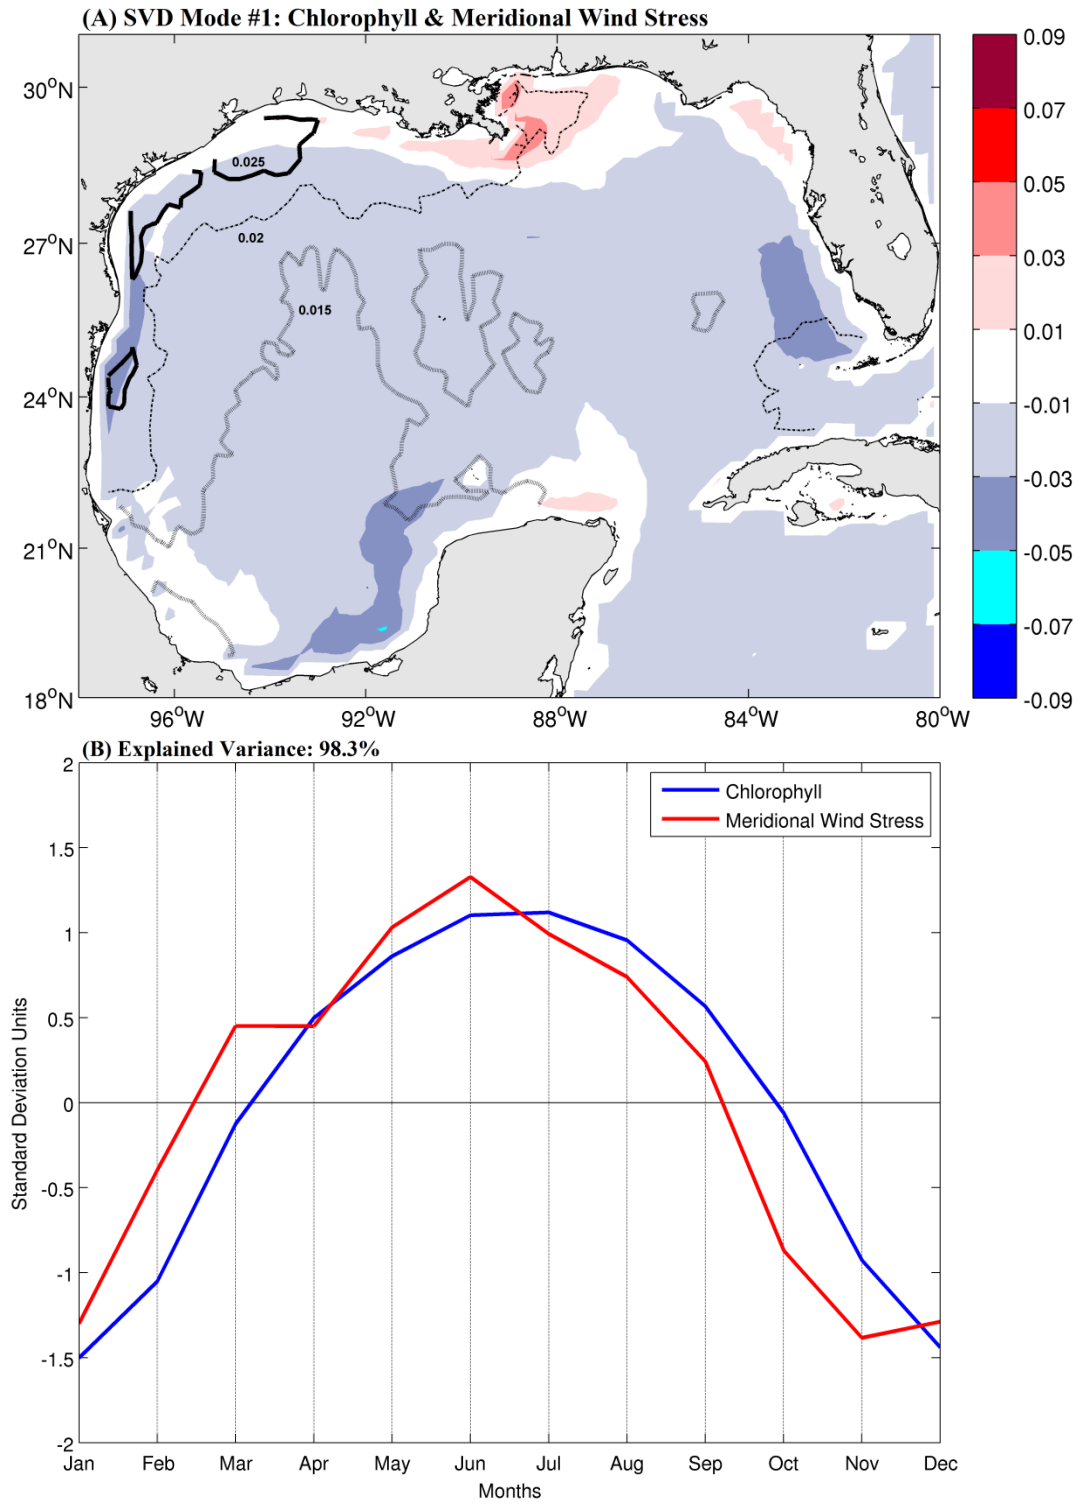 (A) SVD Mode #1: Chlorophyll & Meridional Wind Stress
30°N
27°N
24°N
21°N
18°N
96°W
92°W
88°W
84°W
80°W
0.025
0.02
0.015
0.09
0.07
0.05
0.03
0.01
-0.01
-0.03
-0.05
-0.07
-0.09
(B) Explained Variance: 98.3%
Chlorophyll
Meridional Wind Stress
Standard Deviation Units
2
1.5
1
0.5
0
-0.5
-1
-1.5
-2
Jan Feb Mar Apr May Jun Jul Aug Sep Oct Nov Dec
Months